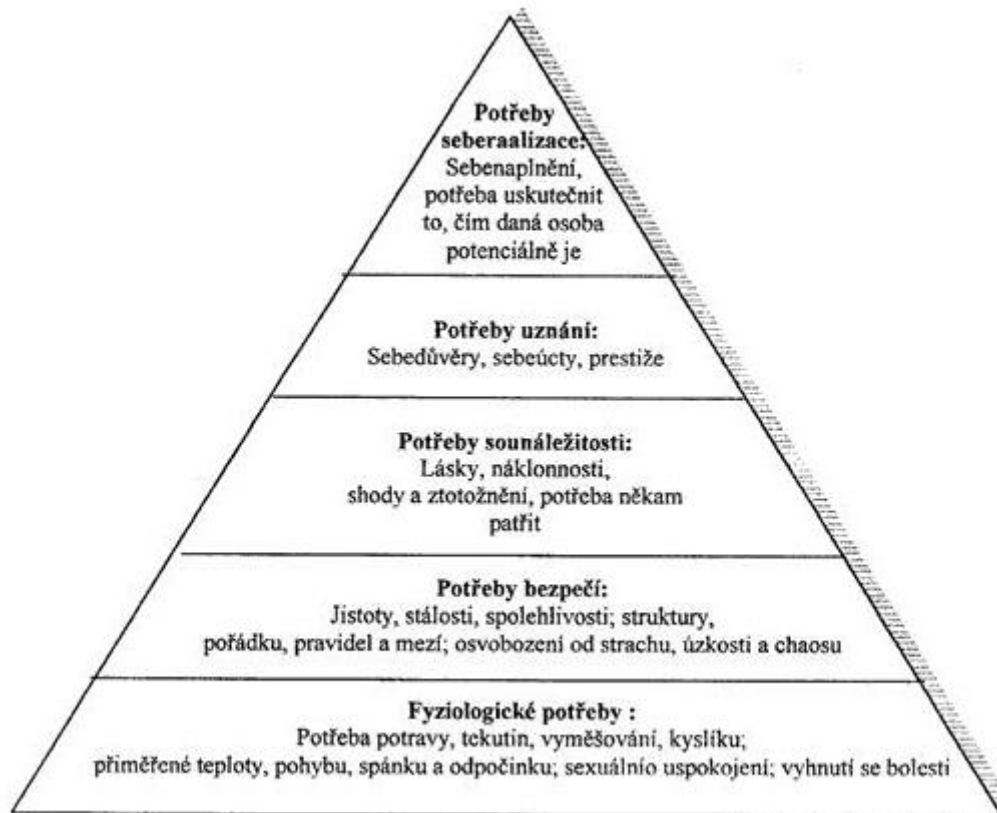 Potřeby
seberaalizace:
Sebenaplnění,
potřeba uskutečnit
to, čím daná osoba
potenciálně je
Potřeby uznání:
Sebedůvěry, sebeúcty, prestiže
Potřeby sounáležitosti:
Lásky, náklonnosti,
shody a ztotožnění, potřeba někam
patřit
Potřeby bezpečí:
Jistoty, stálosti, spolehlivosti; struktury,
pořádku, pravidel a mezí; osvobození od strachu, úzkosti a chaosu
Fyziologické potřeby :
Potřeba potravy, tekutin, vyměšování, kyslíku;
přiměřené teploty, pohybu, spánku a odpočinku; sexuálnío uspokojení; vyhnutí se bolesti